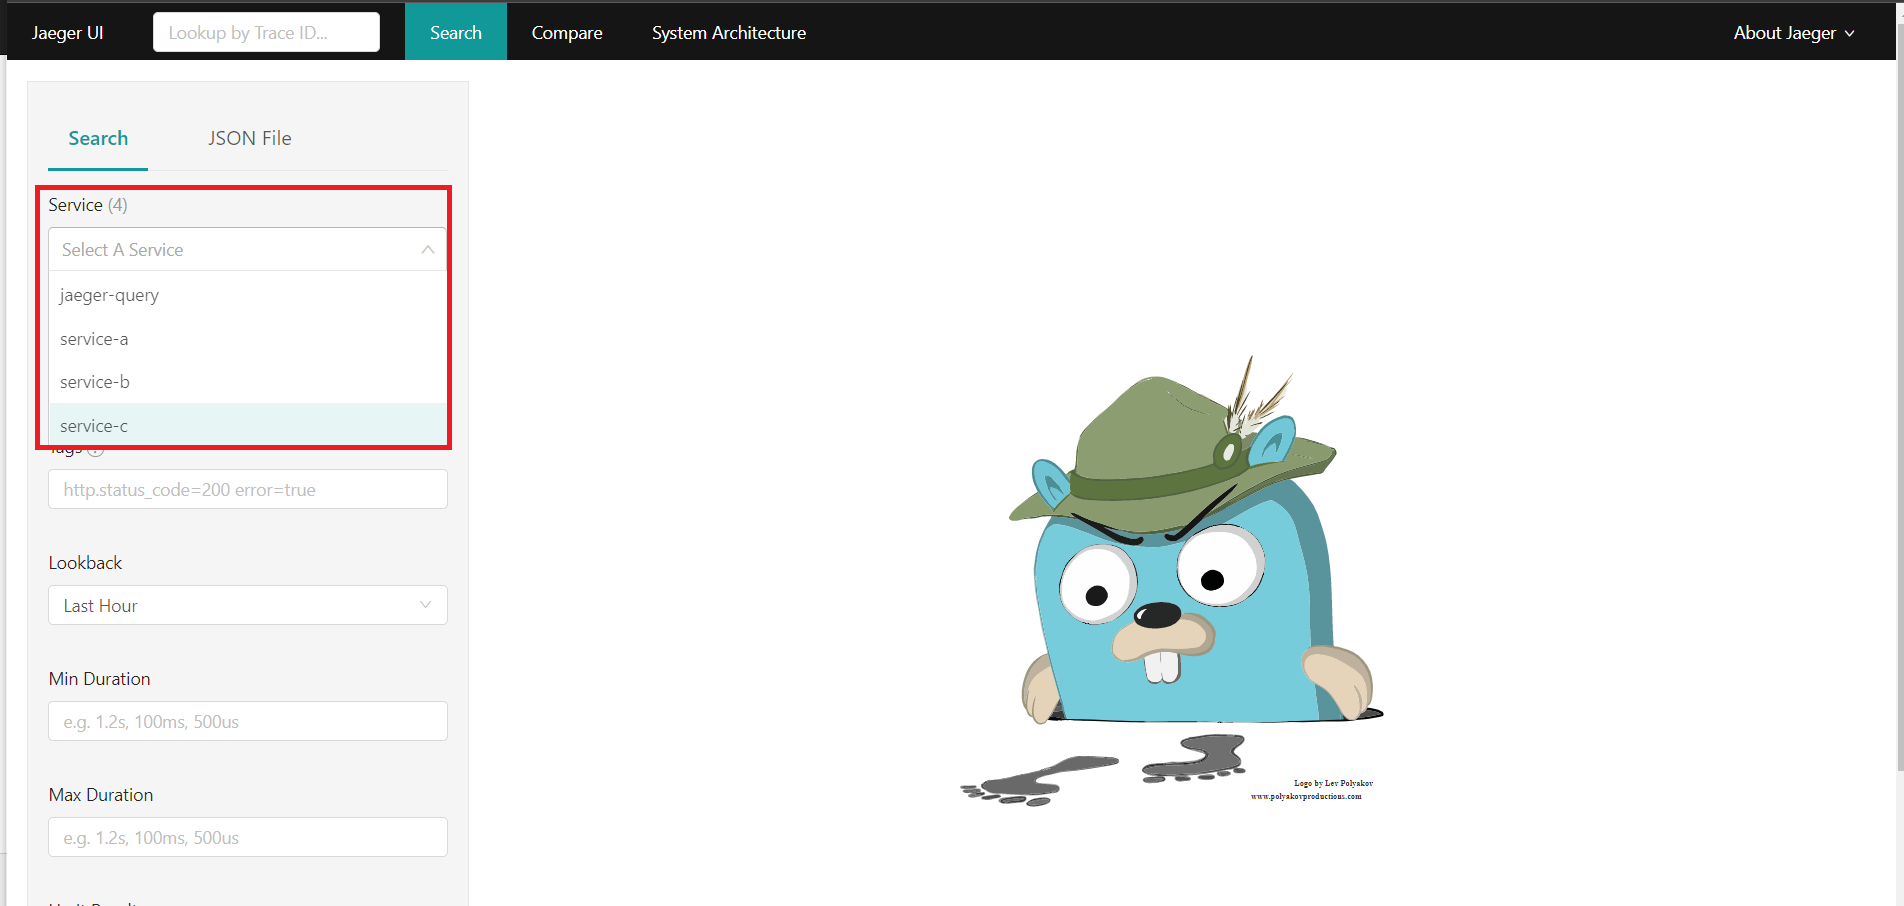 Jaeger UI
Lookup by Trace ID...
Search
Compare
System Architecture
About Jaeger
Search
JSON File
Service (4)
Select A Service
jaeger-query
service-a
service-b
service-c
Tags
http.status_code=200 error=true
Lookback
Last Hour
Min Duration
e.g. 1.2s, 100ms, 500us
Max Duration
e.g. 1.2s, 100ms, 500us
Logo by Lev Polyakov
www.polyakovproductions.com